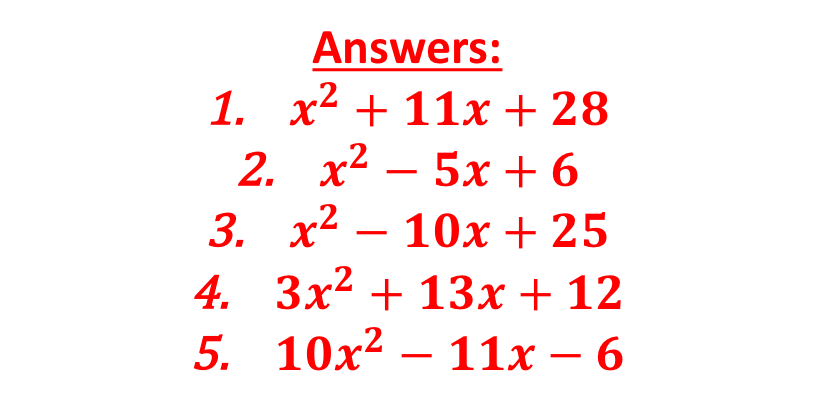 Answers:
1. x² + 11x + 28
2. x² − 5x + 6
3. x² − 10x + 25
4. 3x² + 13x + 12
5. 10x² − 11x − 6